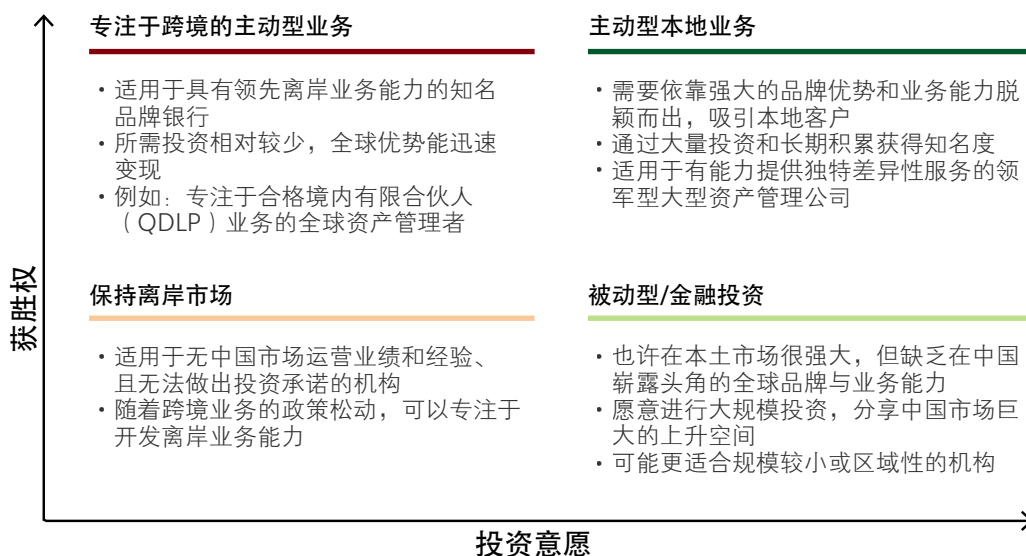 专注于跨境的主动型业务
• 适用于具有领先离岸业务能力的知名
品牌银行
• 所需投资相对较少，全球优势能迅速
变现
• 例如：专注于合格境内有限合伙人
（QDLP）业务的全球资产管理者
主动型本地业务
• 需要依靠强大的品牌优势和业务能力脱
颖而出，吸引本地客户
• 通过大量投资和长期积累获得知名度
• 适用于有能力提供独特差异性服务的领
军型大型资产管理公司
获胜权
保持离岸市场
• 适用于无中国市场运营业绩和经验、
且无法做出投资承诺的机构
• 随着跨境业务的政策松动，可以专注于
开发离岸业务能力
被动型/金融投资
• 也许在本土市场很强大，但缺乏在中国
崭露头角的全球品牌与业务能力
• 愿意进行大规模投资，分享中国市场巨
大的上升空间
• 可能更适合规模较小或区域性的机构
投资意愿